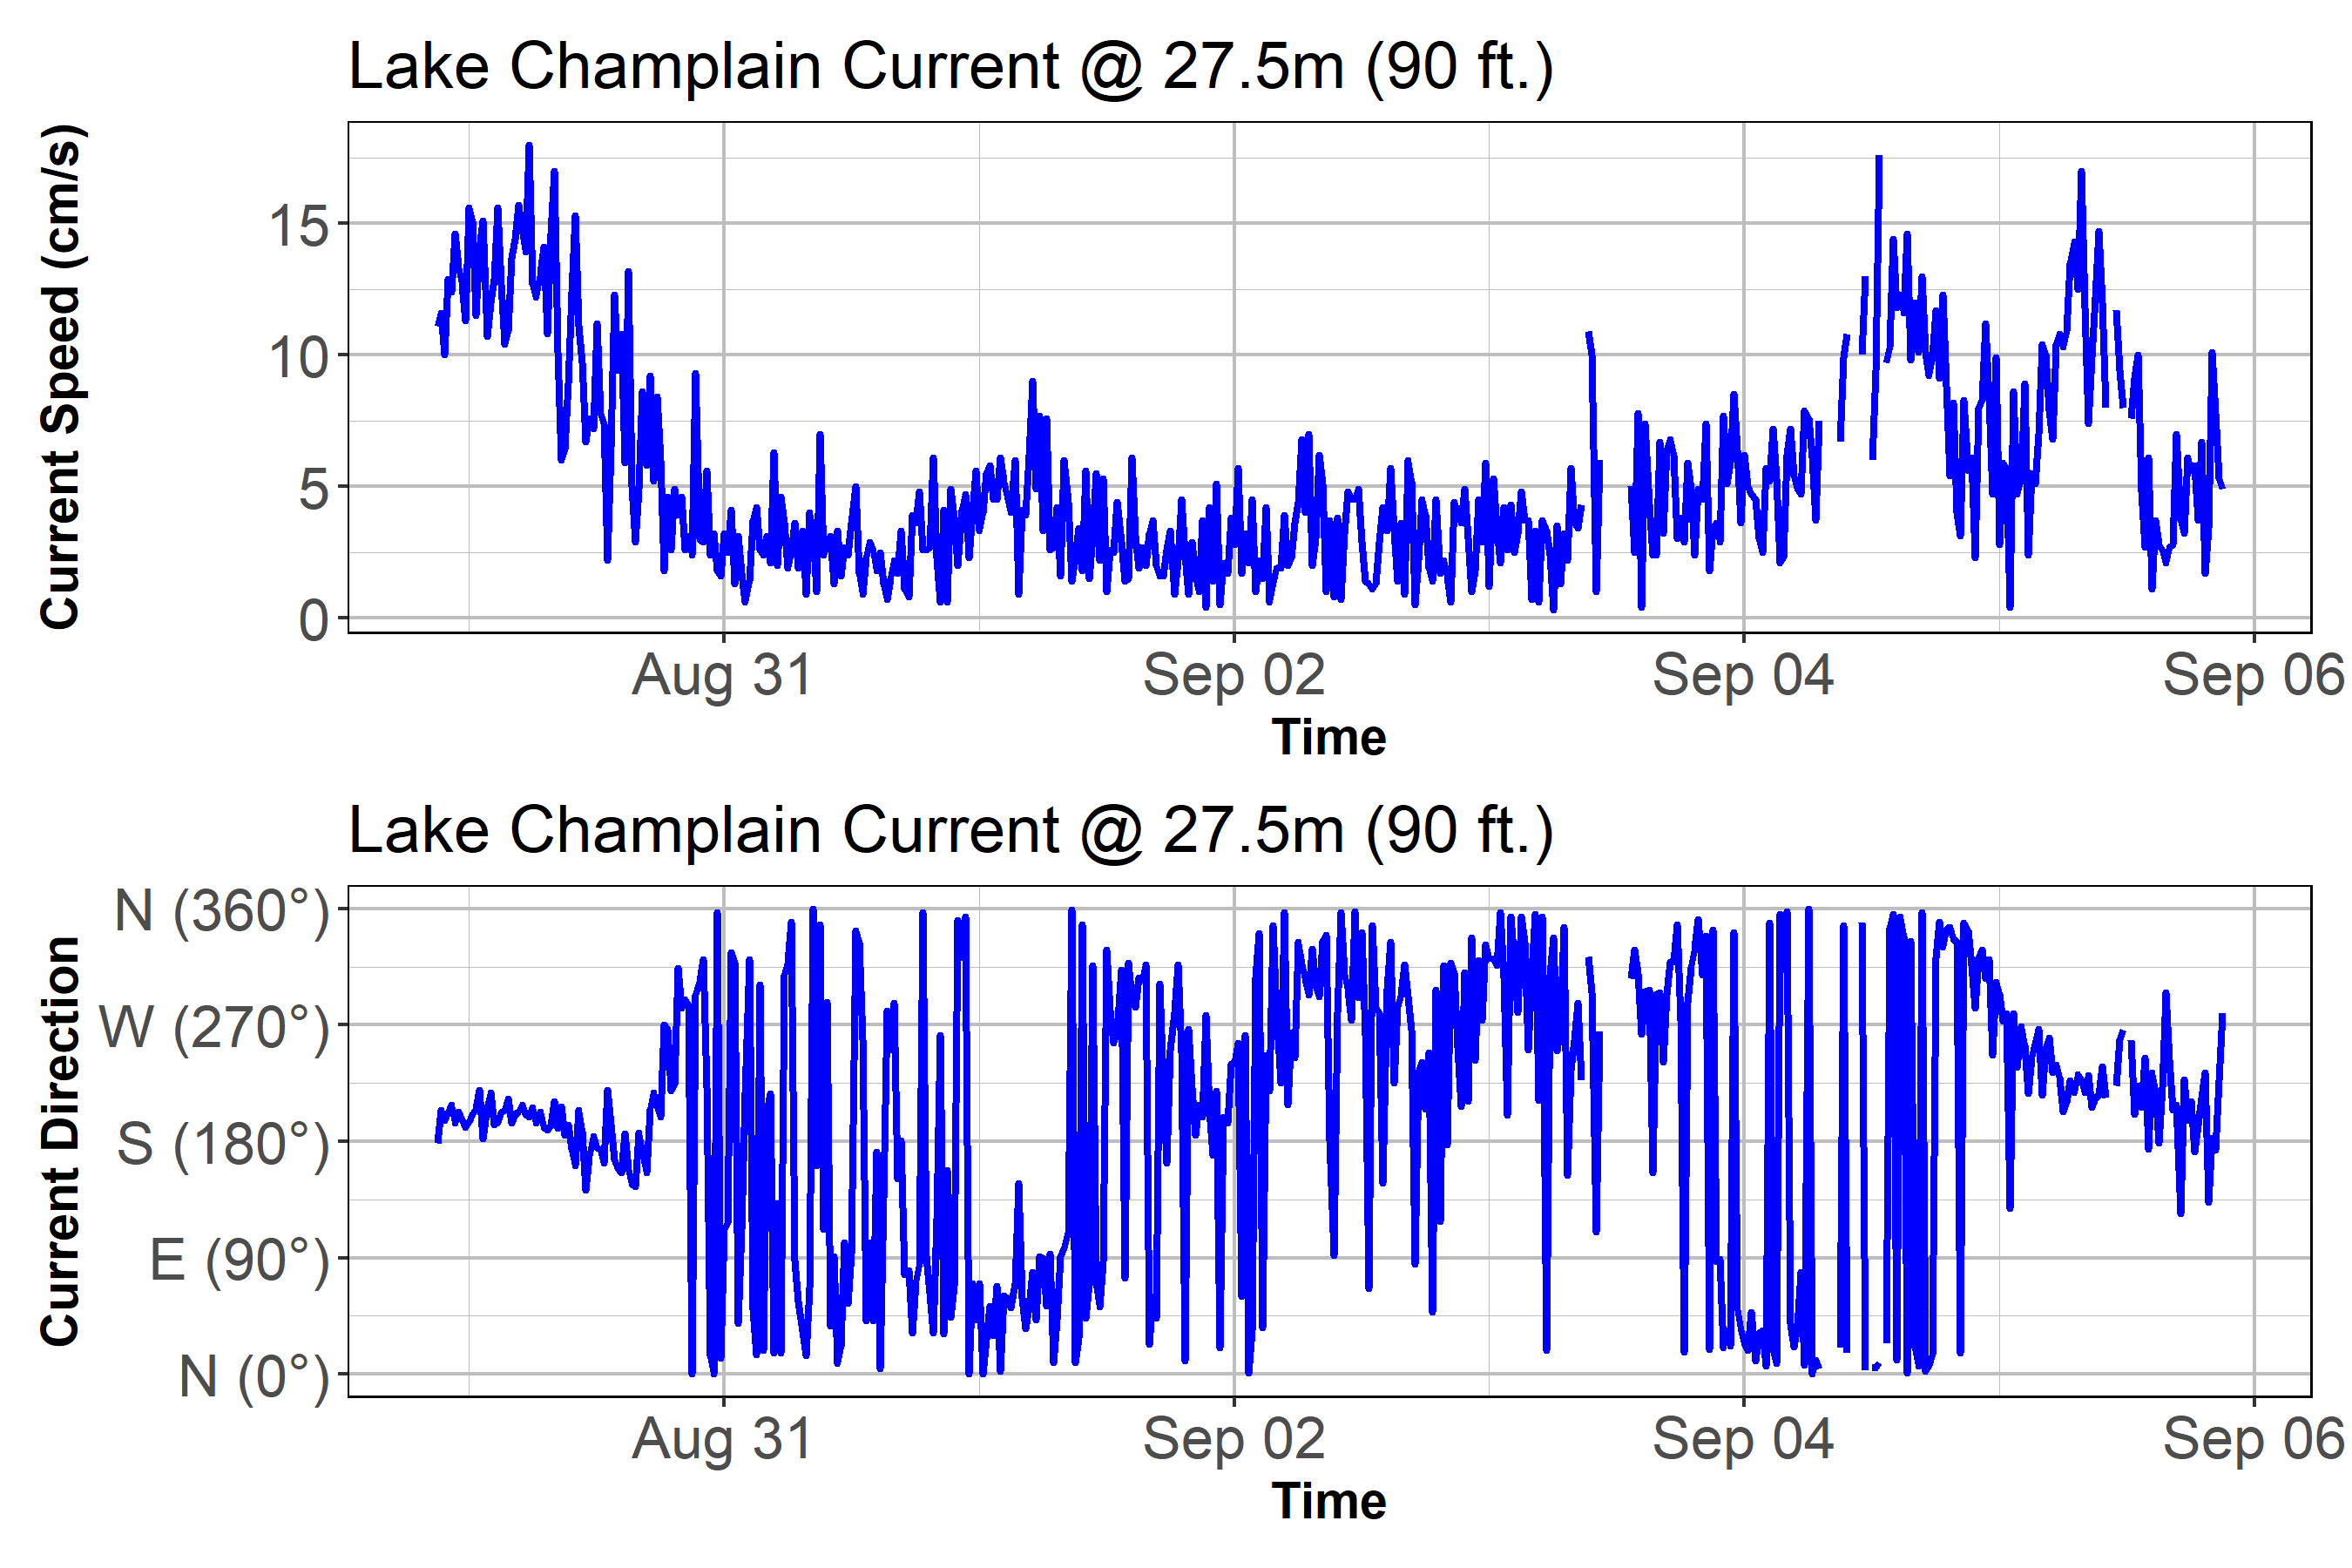 Lake Champlain Current @ 27.5m (90 ft.)
Current Speed (cm/s)
15
10
5
0
Aug 31
Sep 02
Sep 04
Sep 06
Time
Lake Champlain Current @ 27.5m (90 ft.)
Current Direction
N (360°)
W (270°)
S (180°)
E (90°)
N (0°)
Aug 31
Sep 02
Sep 04
Sep 06
Time